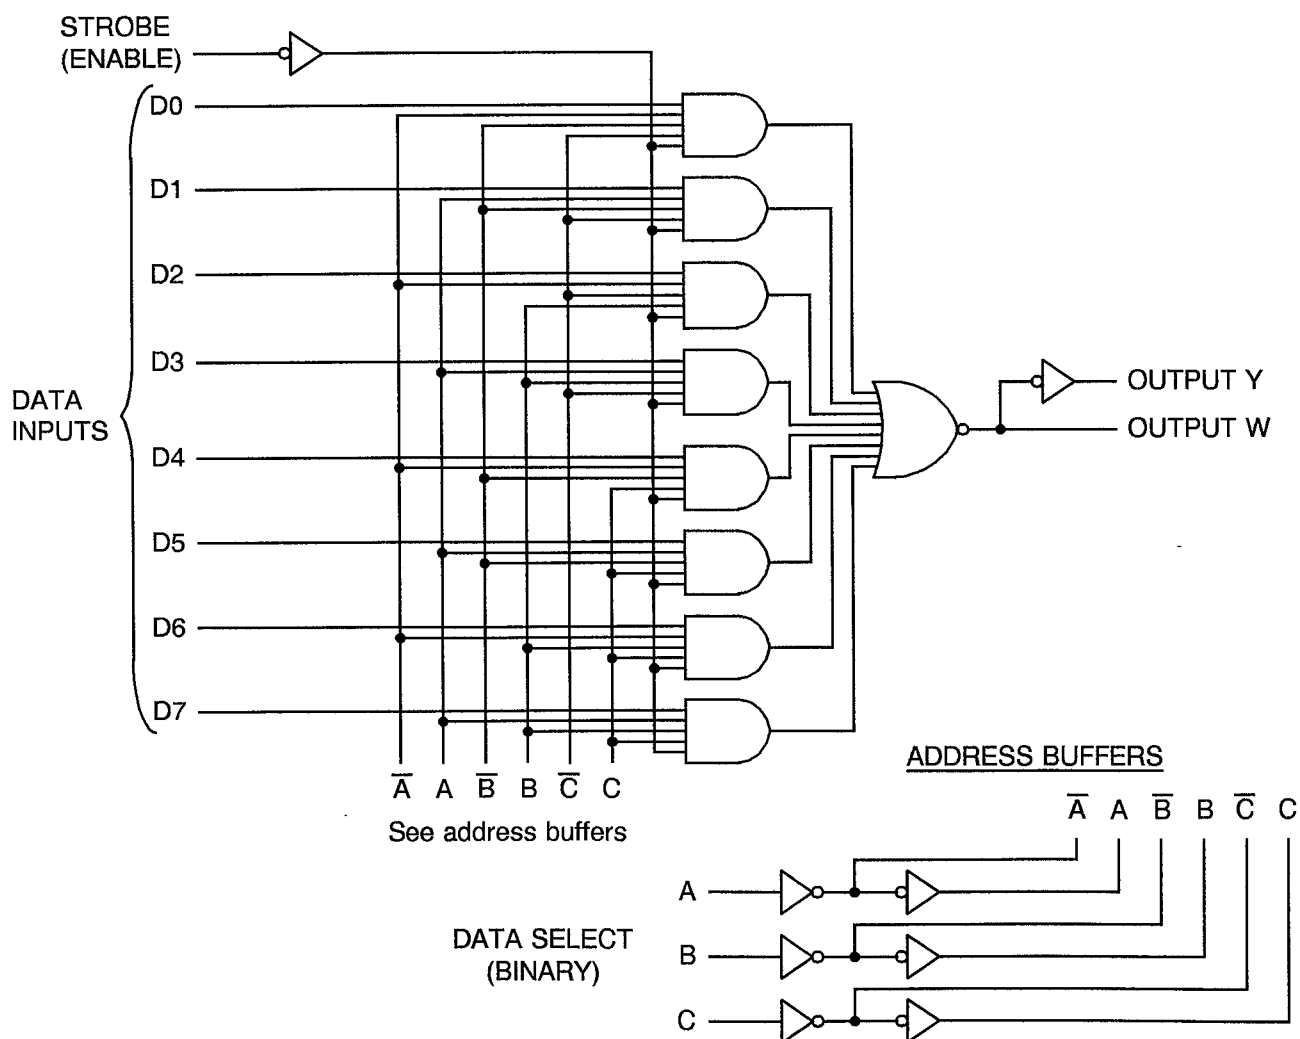 STROBE
(ENABLE)
D0
D1
D2
D3
DATA
INPUTS
D4
D5
D6
D7
OUTPUT Y
OUTPUT W
A̅ A B̅ B C̅ C
See address buffers
ADDRESS BUFFERS
A̅ A B̅ B C̅ C
A
DATA SELECT
(BINARY)
B
C